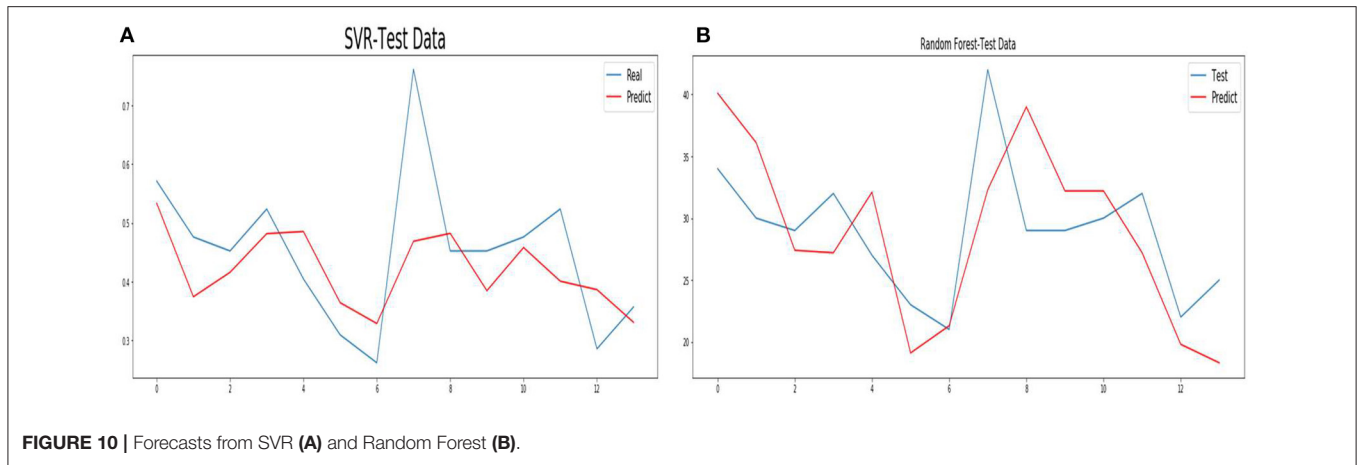 A
SVR-Test Data
Real
Predict
0.7
0.6
0.5
0.4
0.3
0 2 4 6 8 10 12
B
Random Forest-Test Data
Test
Predict
40
35
30
25
20
0 2 4 6 8 10 12
FIGURE 10 | Forecasts from SVR (A) and Random Forest (B).